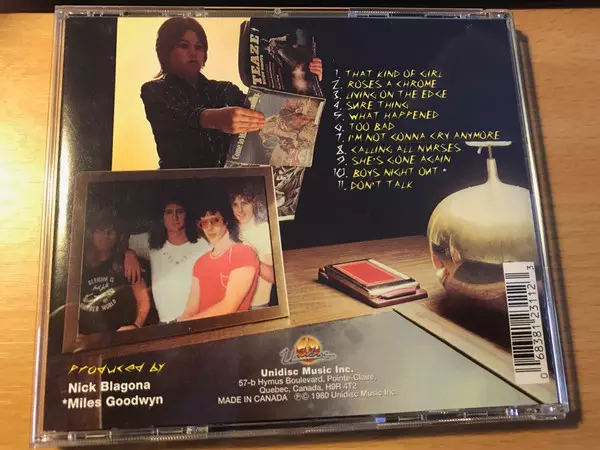 TEAZE!
1. THAT KIND OF GIRL
2. ROSES A CHROME
3. LIVING ON THE EDGE
4. SURE THING
5. WHAT HAPPENED
6. TOO BAD
7. I'M NOT GONNA CRY ANYMORE
8. CALLING ALL NURSES
9. SHE'S GONE AGAIN
10. BOYS NIGHT OUT *
11. DON'T TALK
WORLD
PRODUCED BY
Nick Blagona
*Miles Goodwyn
Unidisc
Unidisc Music Inc.
57-b Hymus Boulevard, Pointe-Claire,
Quebec, Canada, H9R 4T2
MADE IN CANADA ℗© 1980 Unidisc Music Inc.
0 68381 23112 3